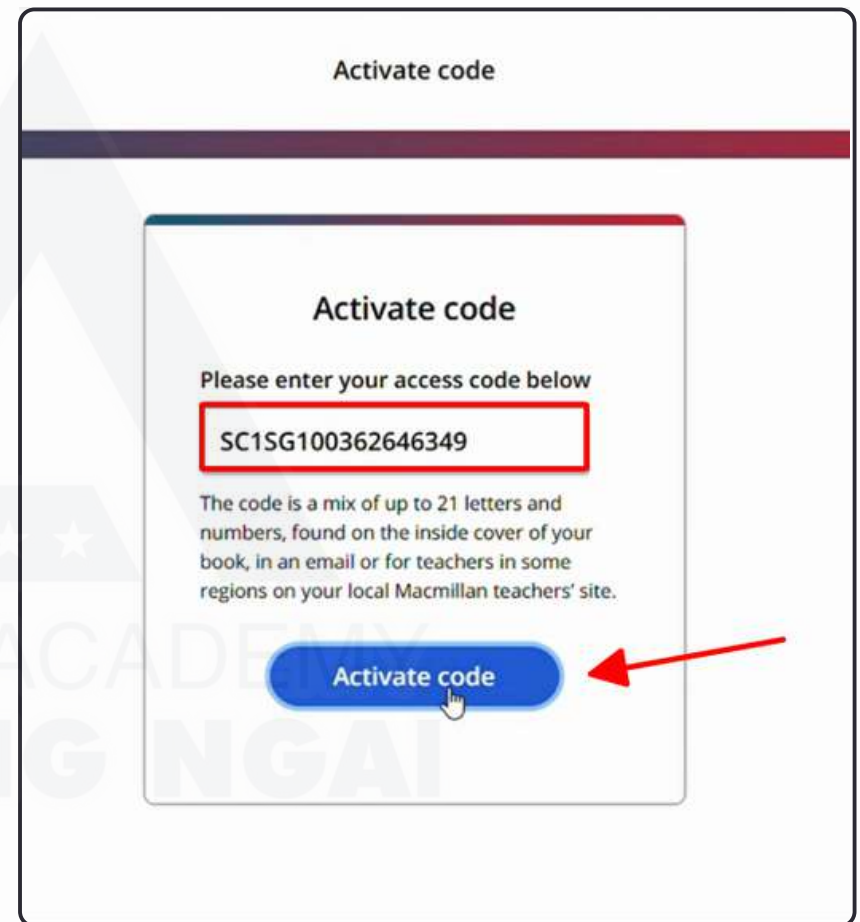 Activate code
Activate code
Please enter your access code below
SC1SG100362646349
The code is a mix of up to 21 letters and
numbers, found on the inside cover of your
book, in an email or for teachers in some
regions on your local Macmillan teachers' site.
ACADEMY
Activate code
G NGAI